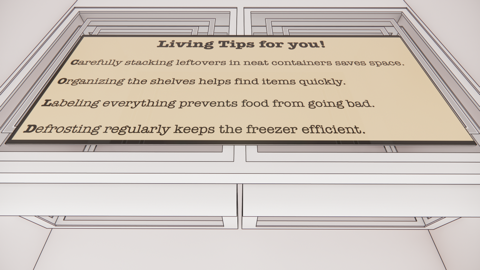 Living Tips for you!
Carefully stacking leftovers in neat containers saves space.
Organizing the shelves helps find items quickly.
Labeling everything prevents food from going bad.
Defrosting regularly keeps the freezer efficient.